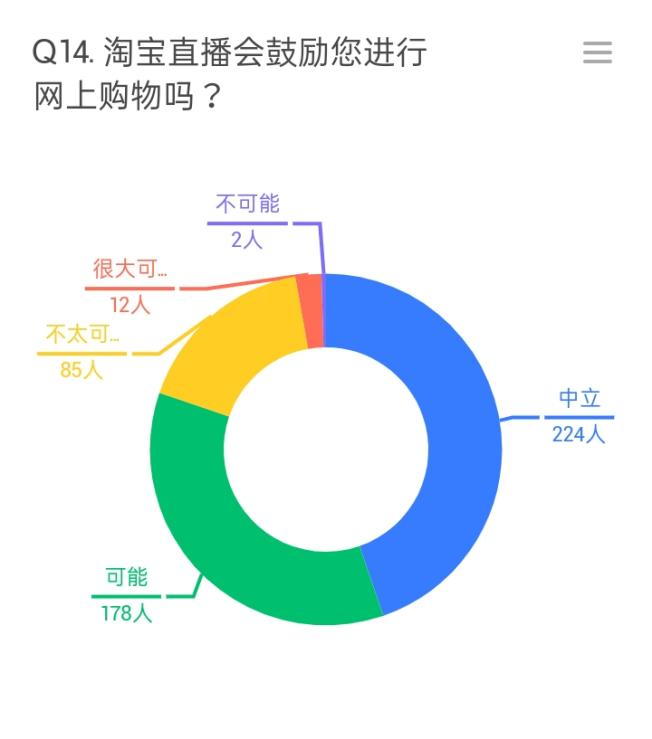 Q14. 淘宝直播会鼓励您进行
网上购物吗？
不可能
2人
很大可...
12人
不太可...
85人
中立
224人
可能
178人